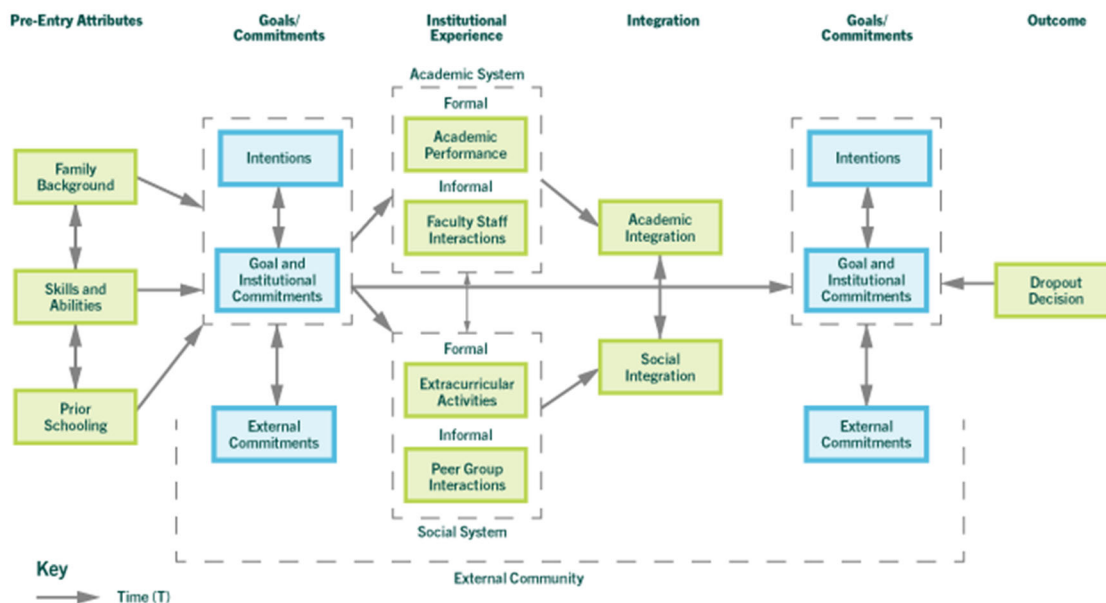 Pre-Entry Attributes
Goals/
Commitments
Institutional
Experience
Integration
Goals/
Commitments
Outcome
Academic System
Formal
Academic
Performance
Informal
Faculty Staff
Interactions
Family
Background
Skills and
Abilities
Prior
Schooling
Intentions
Goal and
Institutional
Commitments
External
Commitments
Formal
Extracurricular
Activities
Informal
Peer Group
Interactions
Social System
Academic
Integration
Social
Integration
Intentions
Goal and
Institutional
Commitments
External
Commitments
Dropout
Decision
External Community
Key
Time (T)